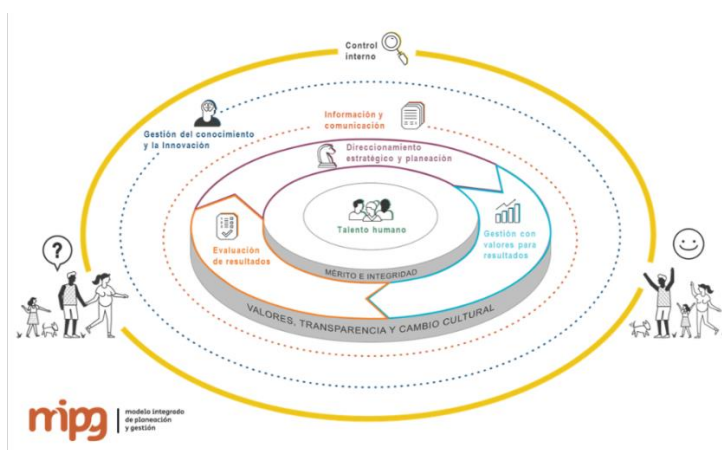 Control
interno
Gestión del conocimiento
y la Innovación
Información y
comunicación
Direccionamiento
estratégico y planeación
Talento humano
Evaluación
de resultados
Gestión con
valores para
resultados
MÉRITO E INTEGRIDAD
VALORES, TRANSPARENCIA Y CAMBIO CULTURAL
?
mipg
modelo integrado
de planeación
y gestión